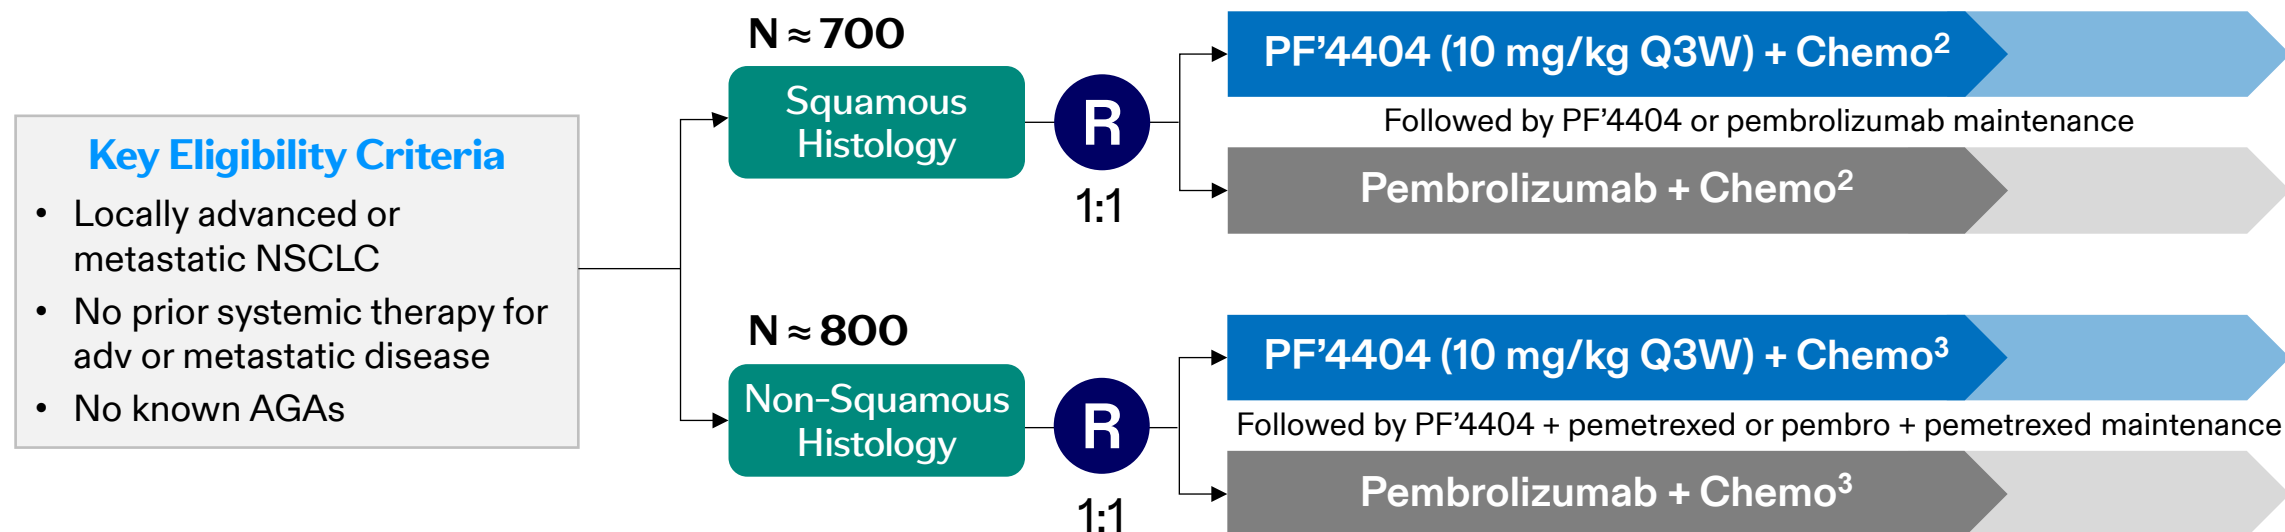 Key Eligibility Criteria
• Locally advanced or
metastatic NSCLC
• No prior systemic therapy for
adv or metastatic disease
• No known AGAs
N ≈ 700
Squamous
Histology
R
1:1
PF’4404 (10 mg/kg Q3W) + Chemo²
Followed by PF’4404 or pembrolizumab maintenance
Pembrolizumab + Chemo²
N ≈ 800
Non-Squamous
Histology
R
1:1
PF’4404 (10 mg/kg Q3W) + Chemo³
Followed by PF’4404 + pemetrexed or pembro + pemetrexed maintenance
Pembrolizumab + Chemo³